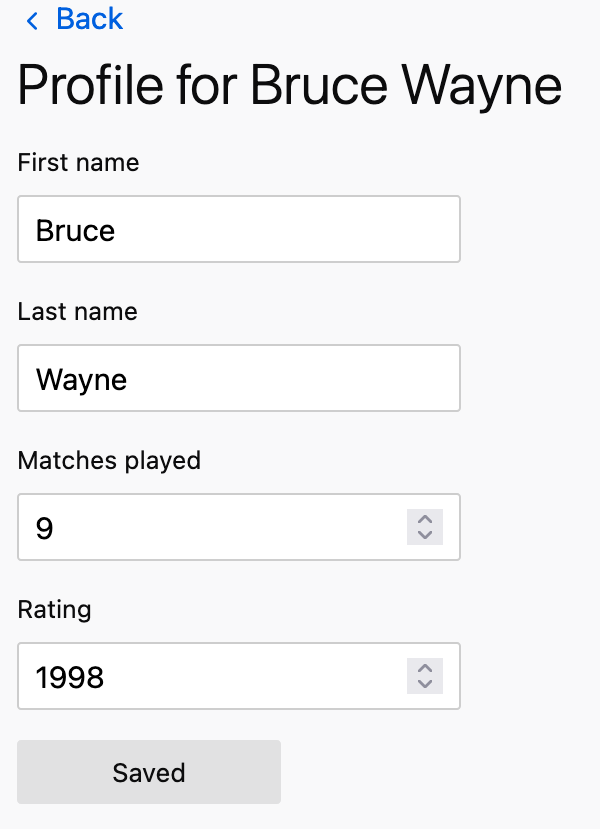 Back
Profile for Bruce Wayne
First name
Bruce
Last name
Wayne
Matches played
9
Rating
1998
Saved